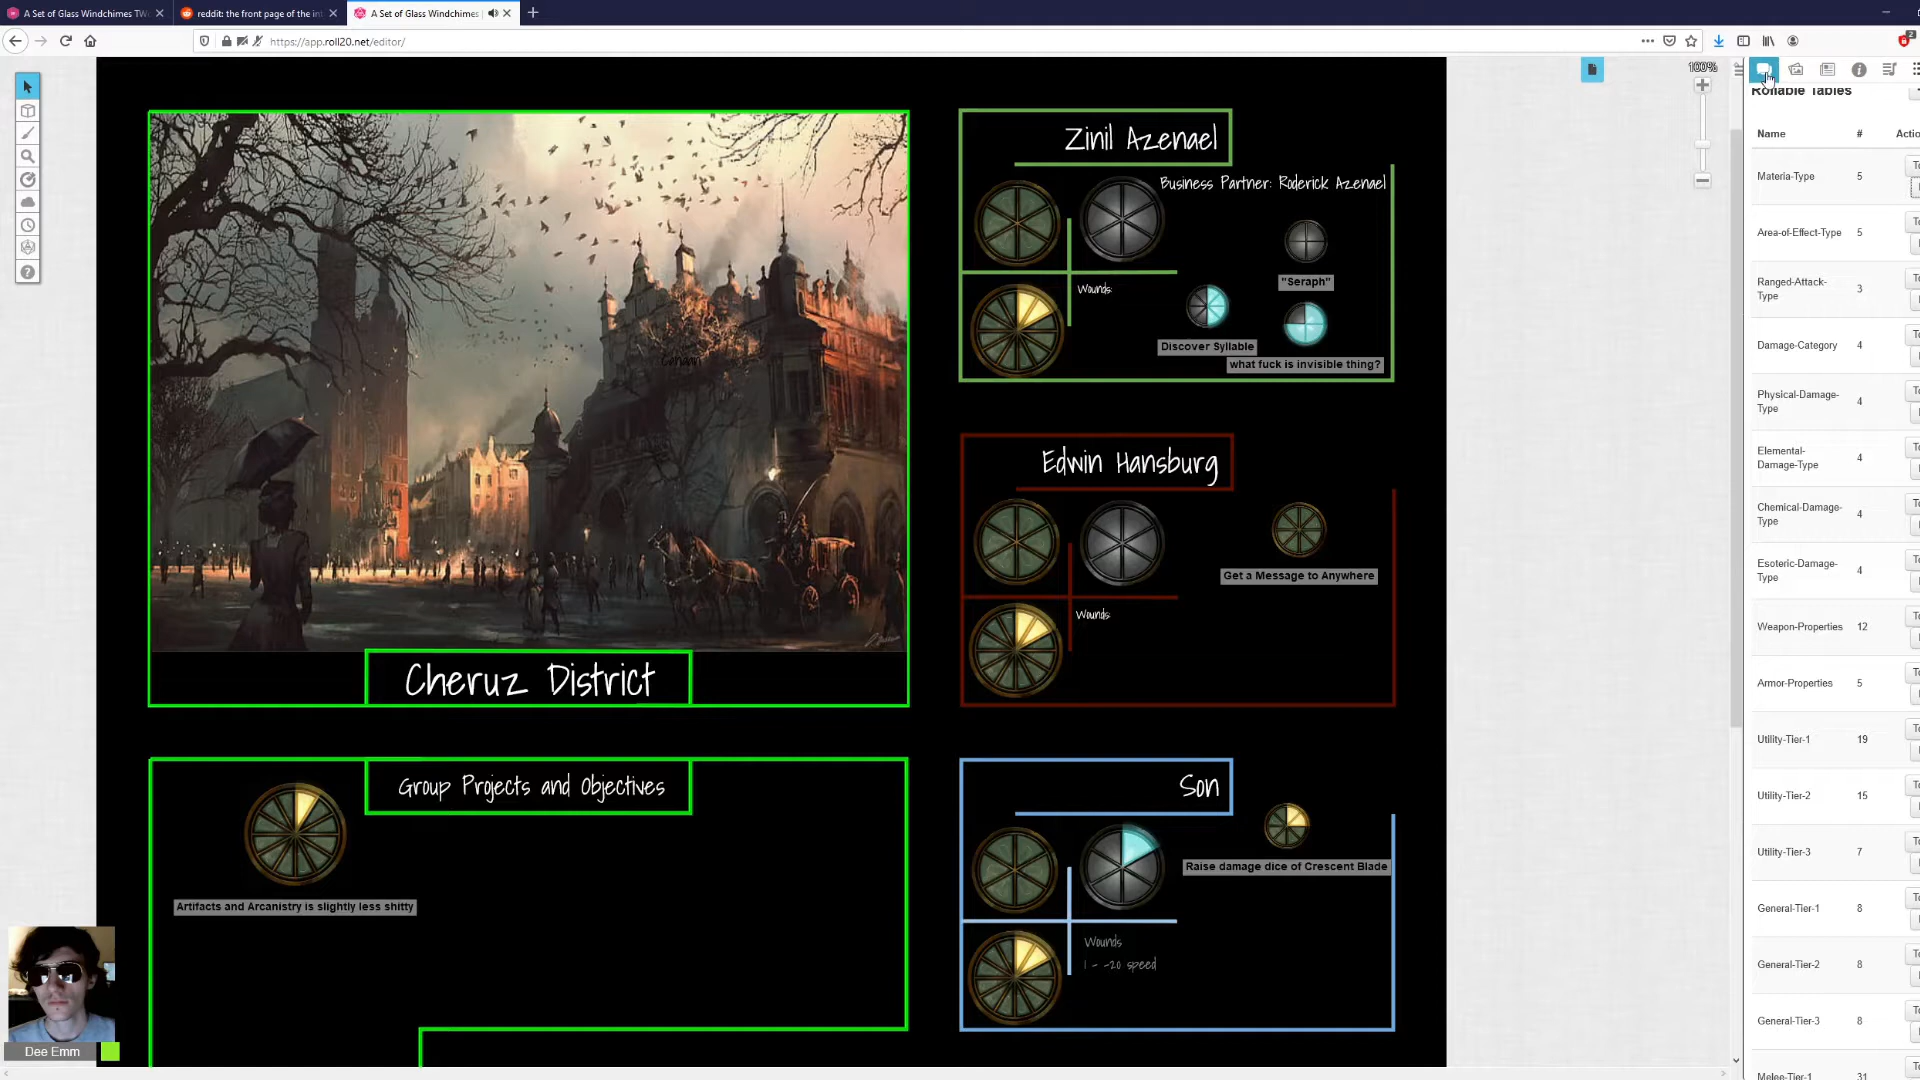 A Set of Glass Windchimes TW
reddit: the front page of the int
A Set of Glass Windchimes |
https://app.roll20.net/editor/
2
100%
Rollable Tables
Name # Actio
Materia-Type 5
Area-of-Effect-Type 5
Ranged-Attack-
Type 3
Damage-Category 4
Physical-Damage-
Type 4
Elemental-
Damage-Type 4
Chemical-Damage-
Type 4
Esoteric-Damage-
Type 4
Weapon-Properties 12
Armor-Properties 5
Utility-Tier-1 19
Utility-Tier-2 15
Utility-Tier-3 7
General-Tier-1 8
General-Tier-2 8
General-Tier-3 8
Melee-Tier-1 31
Cheruz District
Group Projects and Objectives
Artifacts and Arcanistry is slightly less shitty
Zinil Azenael
Business Partner: Roderick Azenael
"Seraph"
Wounds:
Discover Syllable
what fuck is invisible thing?
Edwin Hansburg
Get a Message to Anywhere
Wounds:
Son
Raise damage dice of Crescent Blade
Wounds
1 - -20 speed
Dee Emm